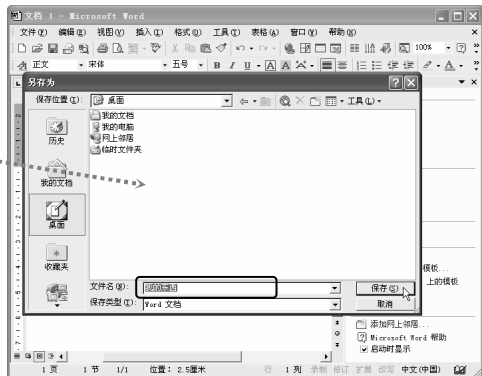 文档 1 - Microsoft Word
文件(F) 编辑(E) 视图(V) 插入(I) 格式(O) 工具(T) 表格(A) 窗口(W) 帮助(H)
100%
正文 宋体 五号 B I U A A
另存为
保存位置(I): 桌面 工具(L)
我的文档
我的电脑
网上邻居
临时文件夹
历史
我的文档
桌面
收藏夹
文件名(N): 保存(S)
保存类型(T): Word 文档 取消
模板...
上的模板
添加网上邻居...
Microsoft Word 帮助
启动时显示
1 页 1 节 1/1 位置: 2.5厘米 行 1 列 录制 修订 扩展 改写 中文(中国)